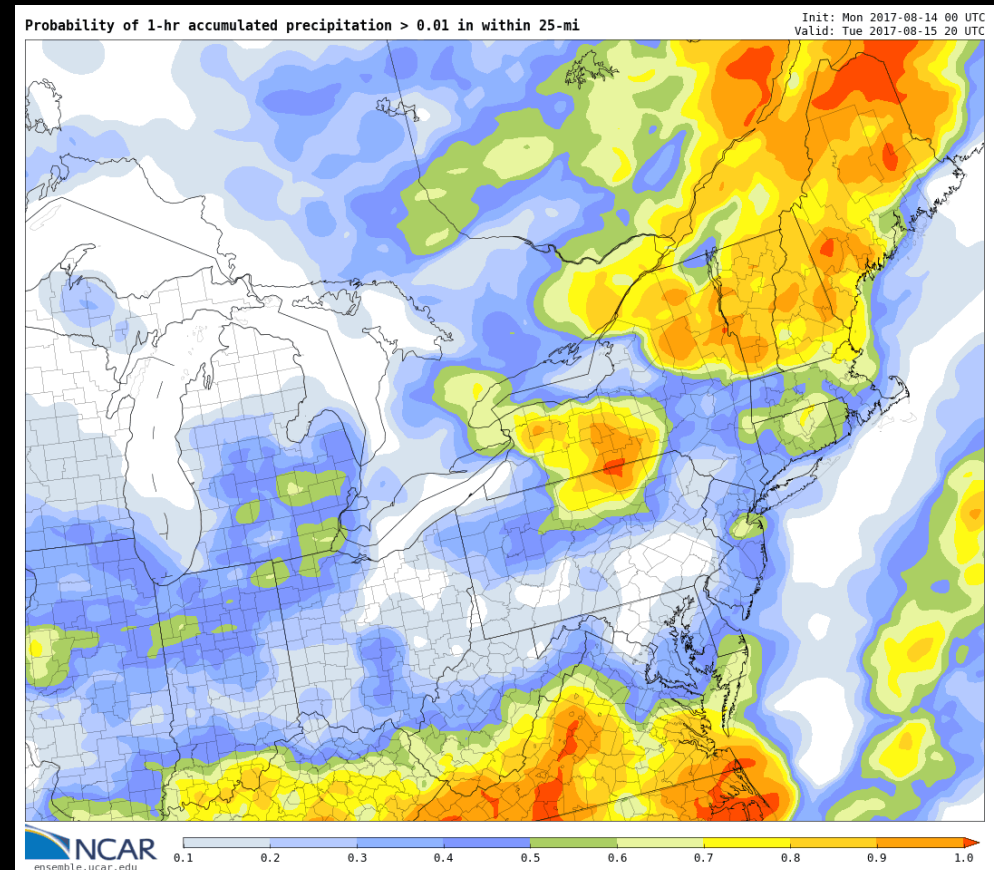 Probability of 1-hr accumulated precipitation > 0.01 in within 25-mi
Init: Mon 2017-08-14 00 UTC
Valid: Tue 2017-08-15 20 UTC
NCAR
ensemble.ucar.edu
0.1 0.2 0.3 0.4 0.5 0.6 0.7 0.8 0.9 1.0